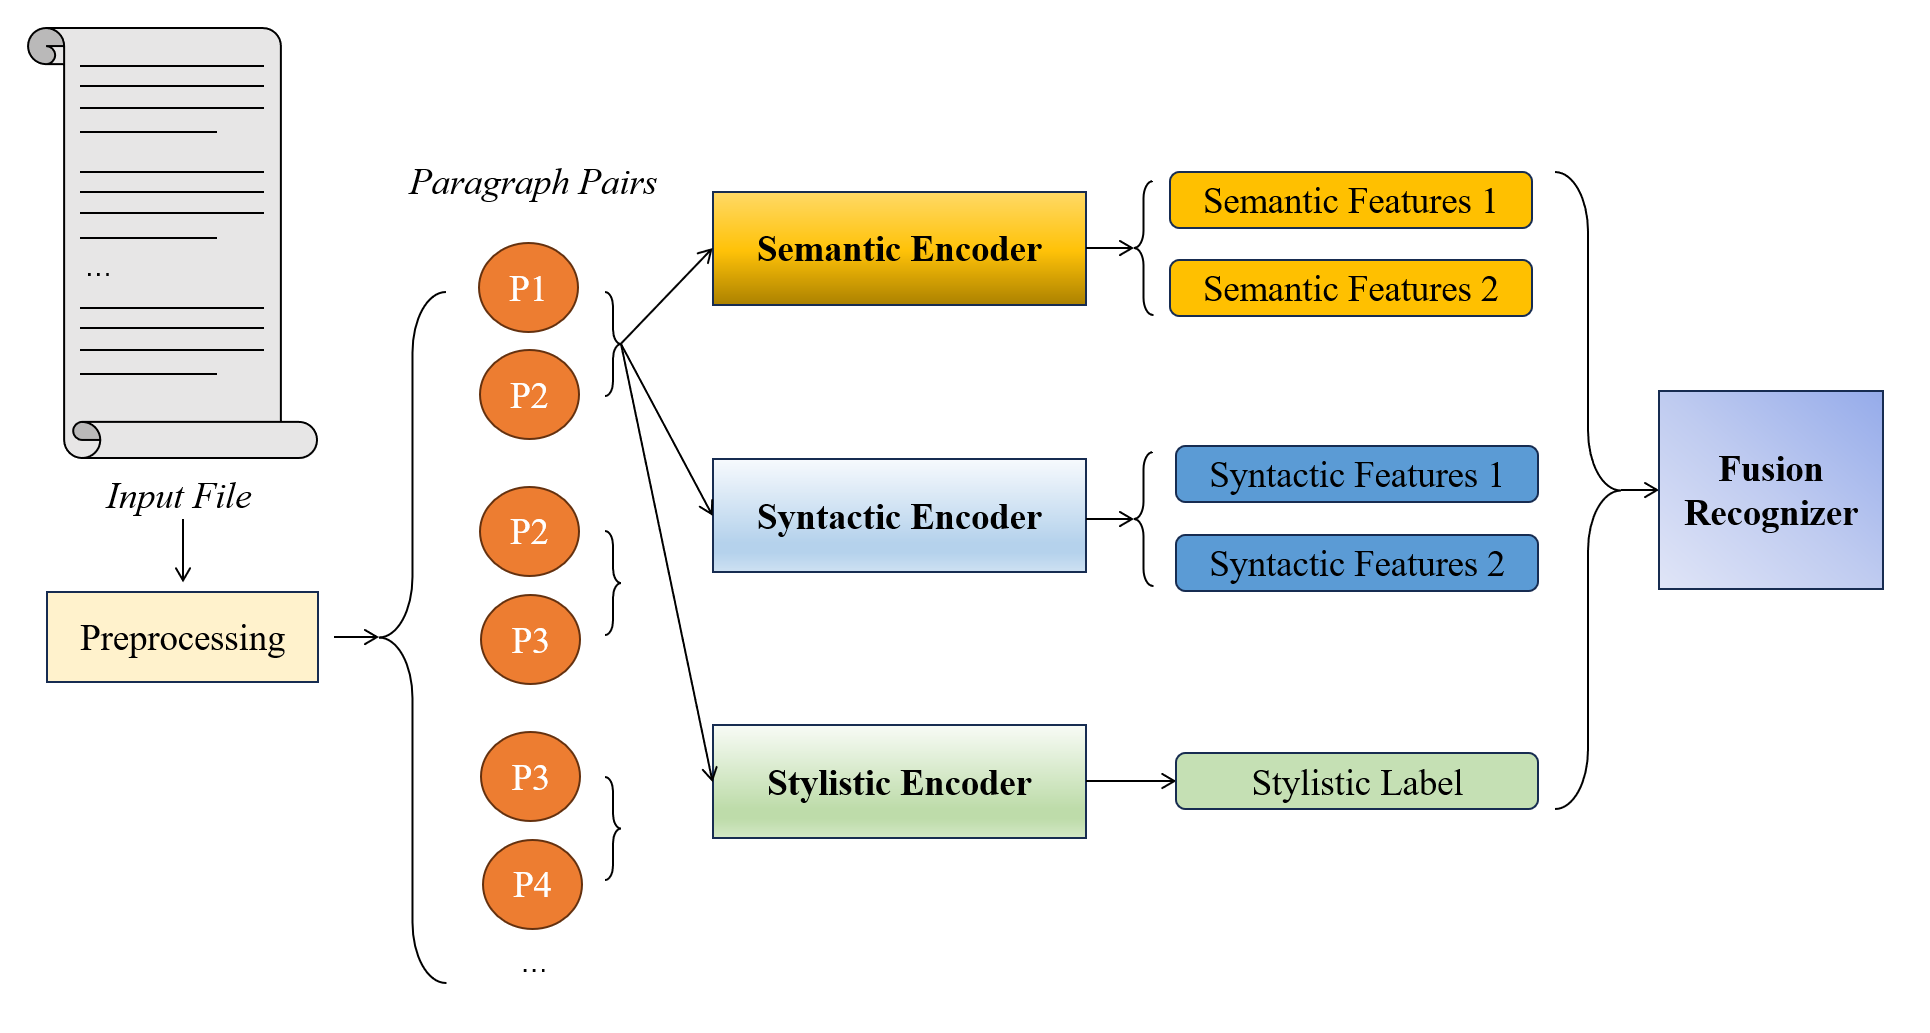 ...
Input File
Preprocessing
Paragraph Pairs
P1
P2
P2
P3
P3
P4
...
Semantic Encoder
Syntactic Encoder
Stylistic Encoder
Semantic Features 1
Semantic Features 2
Syntactic Features 1
Syntactic Features 2
Stylistic Label
Fusion
Recognizer